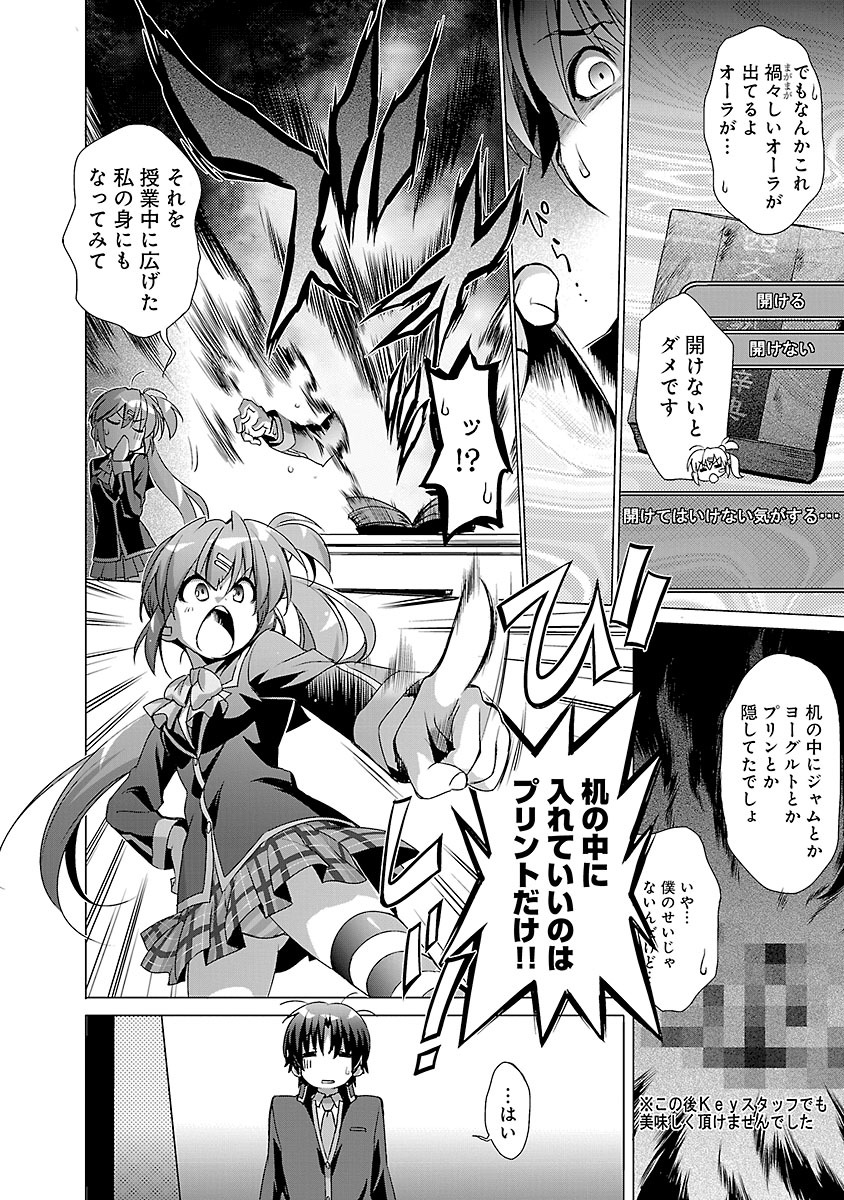 でもなんかこれ
禍々しいオーラが
出てるよ
オーラが…
まがまが
開ける
開けない
開けないと
ダメです
開けてはいけない気がする…
ぴら
ッ!?
それを
授業中に広げた
私の身にも
なってみて
机の中にジャムとか
ヨーグルトとか
プリンとか
隠してたでしょ
いや…
僕のせいじゃ
ないんだけど…
※この後Keyスタッフでも
美味しく頂けませんでした
びしっ!
机の中に
入れていいのは
プリントだけ!!
…はい